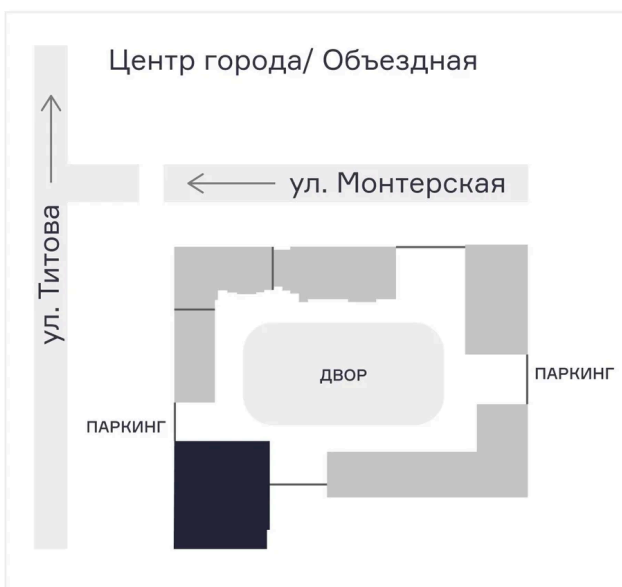 Центр города/ Объездная
ул. Монтерская
ул. Титова
ДВОР
ПАРКИНГ
ПАРКИНГ